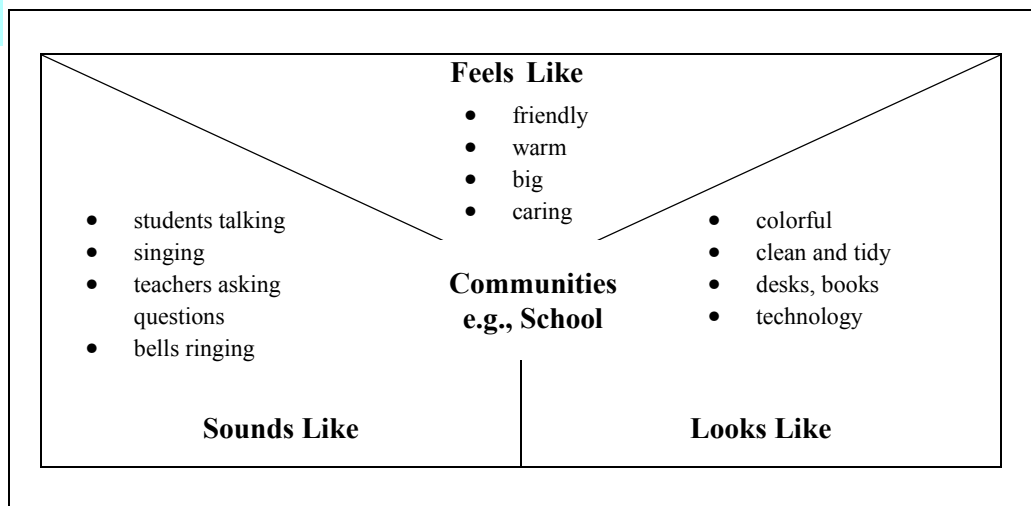 Feels Like
• friendly
• warm
• big
• caring
• students talking
• singing
• teachers asking
questions
• bells ringing
Communities
e.g., School
• colorful
• clean and tidy
• desks, books
• technology
Sounds Like
Looks Like